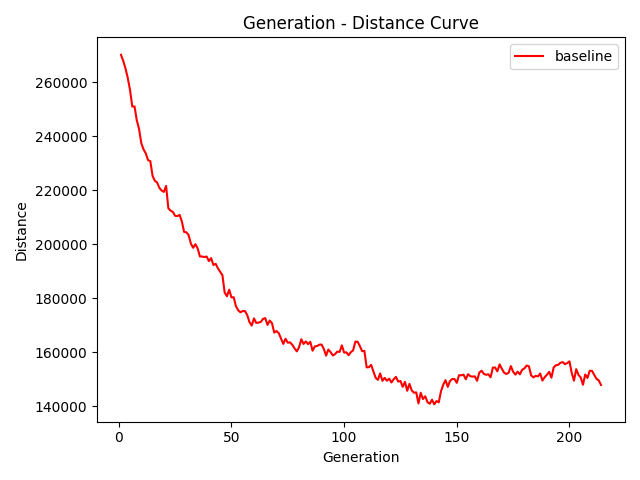 Generation - Distance Curve
baseline
Distance
260000
240000
220000
200000
180000
160000
140000
0 50 100 150 200
Generation